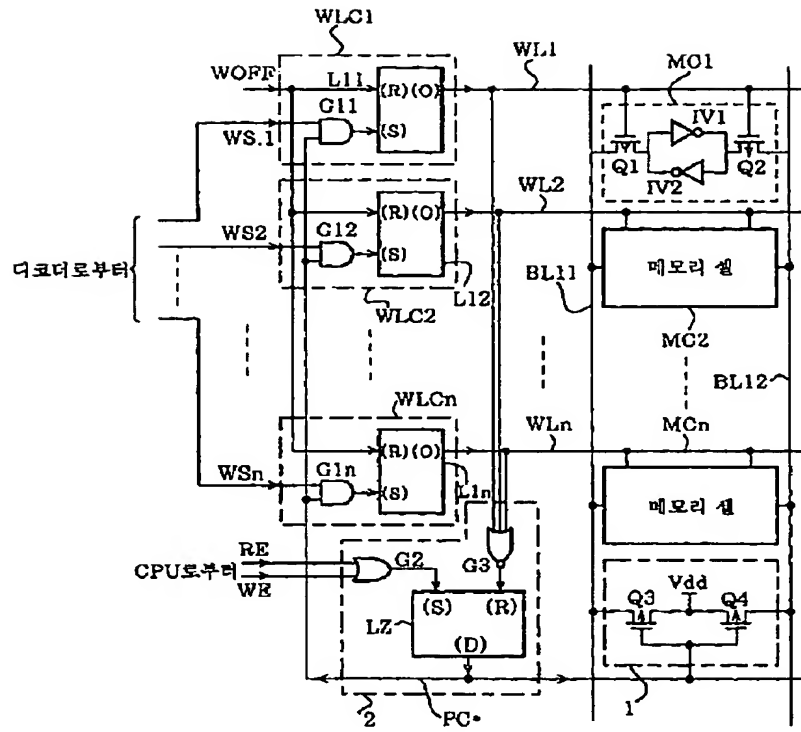 WLC1
WOFF
L11
(R)(O)
WL1
MC1
G11
(S)
WS.1
IV1
Q1
Q2
IV2
WL2
(R)(O)
G12
WS2
(S)
디코더로부터
L12
BL11
메모리 셀
WLC2
MC2
BL12
WLCn
WLn
MCn
(R)(O)
G1n
WSn
(S)
L1n
메모리 셀
RE
CPU로부터
WE
G2
G3
Vdd
Q3
Q4
(S)
(R)
LZ
(D)
2
PC
1